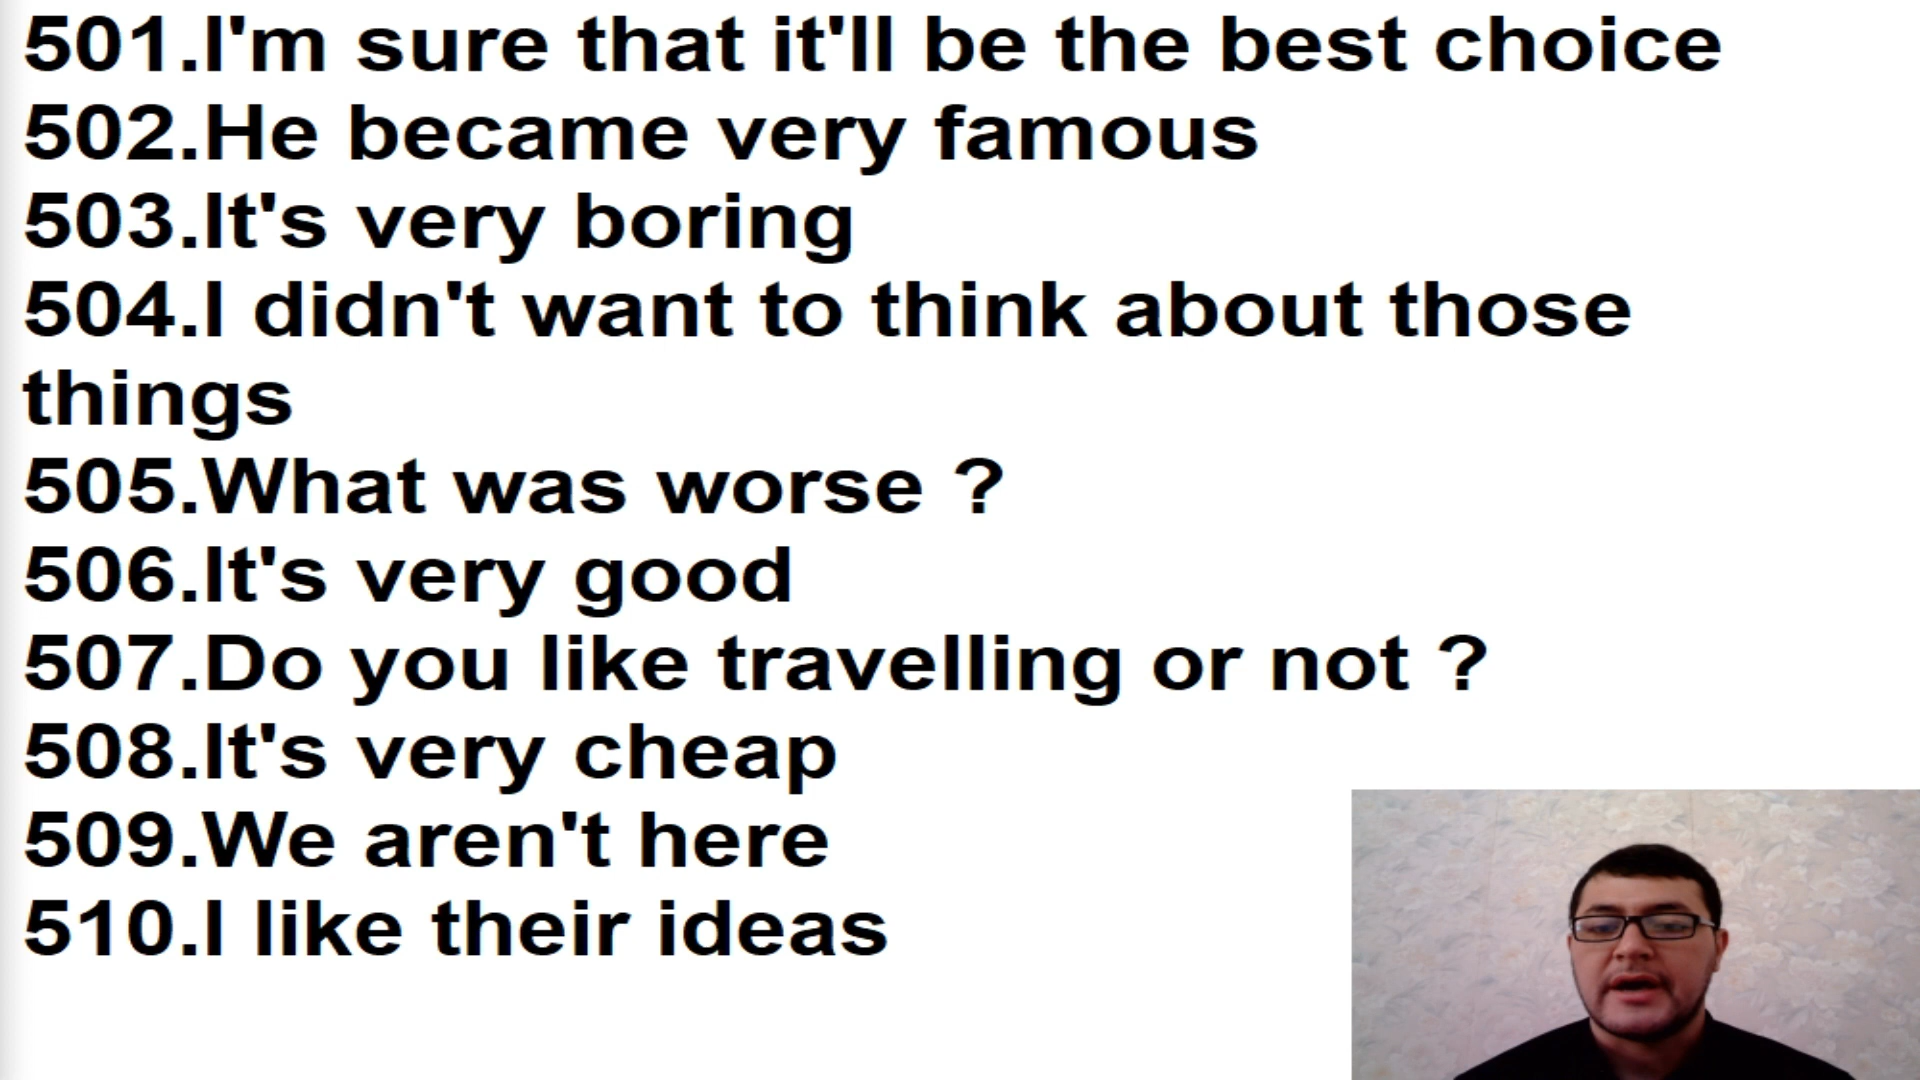 501.I'm sure that it'll be the best choice
502.He became very famous
503.It's very boring
504.I didn't want to think about those
things
505.What was worse ?
506.It's very good
507.Do you like travelling or not ?
508.It's very cheap
509.We aren't here
510.I like their ideas